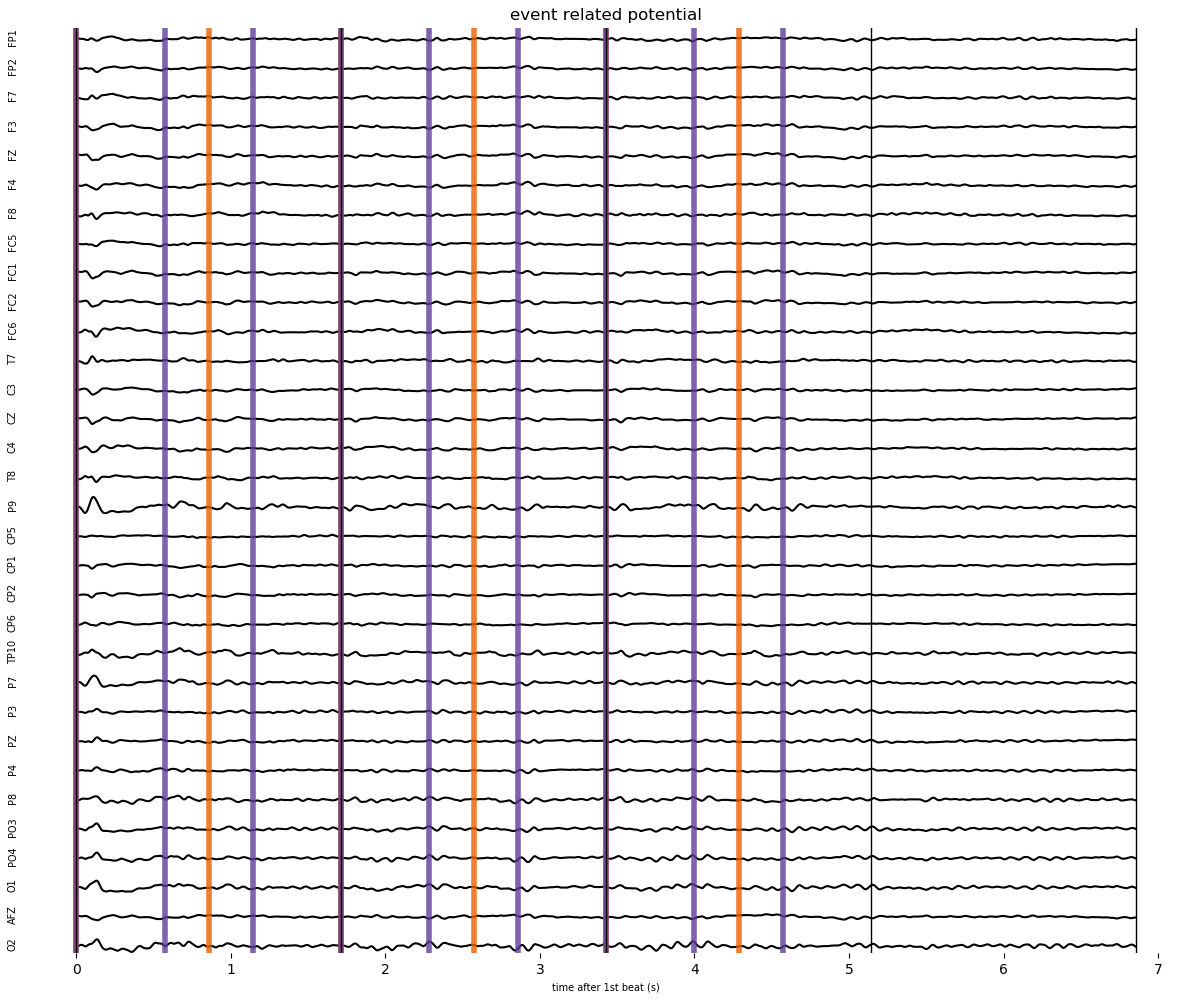 event related potential
FP1
FP2
F7
F3
FZ
F4
F8
FC5
FC1
FC2
FC6
T7
C3
CZ
C4
T8
P9
CP5
CP1
CP2
CP6
TP10
P7
P3
PZ
P4
P8
PO3
PO4
O1
AFZ
O2
0 1 2 3 4 5 6 7
time after 1st beat (s)